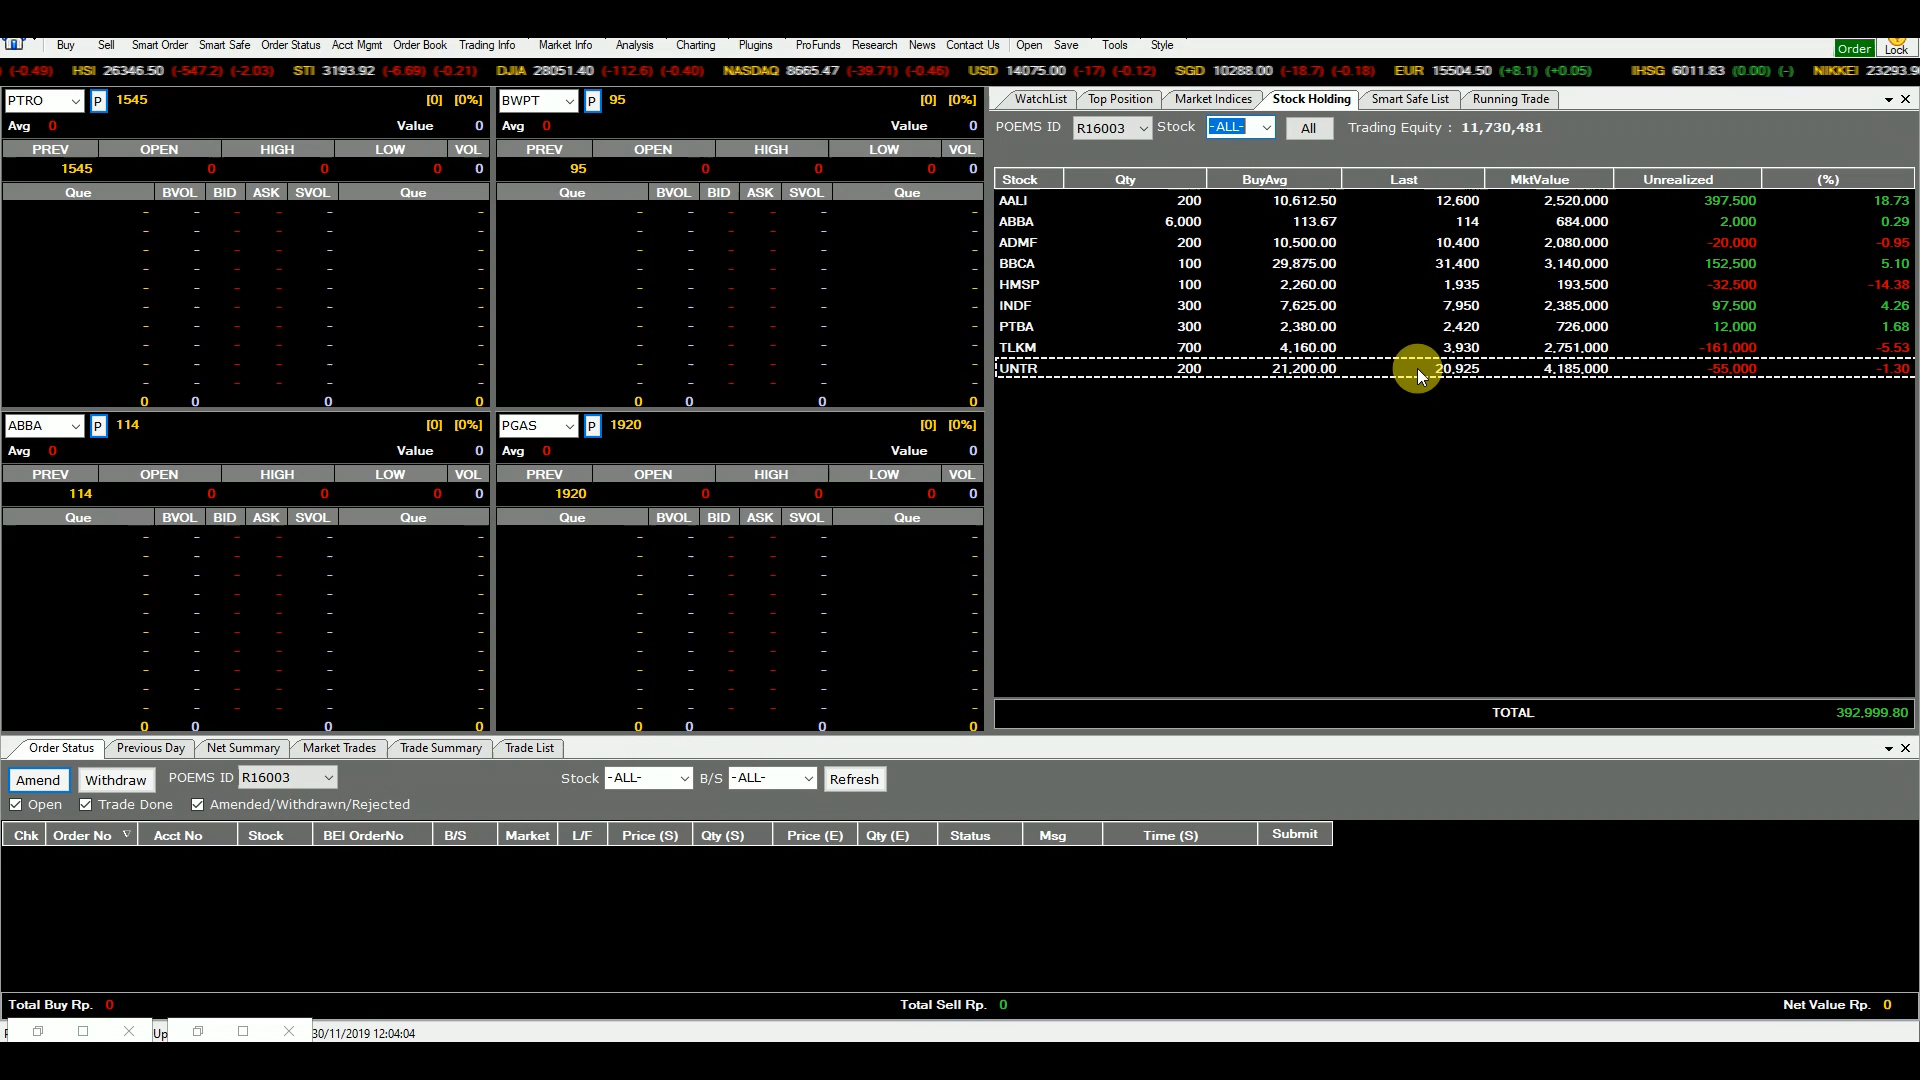 Buy Sell Smart Order Smart Safe Order Status Acct Mgmt Order Book Trading Info Market Info Analysis Charting Plugins ProFunds Research News Contact Us Open Save Tools Style Order Lock
(-0.49) HSI 26346.50 (-547.2) (-2.03) STI 3193.92 (-6.69) (-0.21) DJIA 28051.40 (-112.6) (-0.40) NASDAQ 8665.47 (-39.71) (-0.46) USD 14075.00 (-17) (-0.12) SGD 10288.00 (-18.7) (-0.18) EUR 15504.50 (+8.1) (+0.05) IHSG 6011.83 (0.00) (-) NIKKEI 23293.9
PTRO P 1545 [0] [0%]
Avg 0 Value 0
PREV OPEN HIGH LOW VOL
1545 0 0 0 0
Que BVOL BID ASK SVOL Que
0 0 0 0
BWPT P 95 [0] [0%]
Avg 0 Value 0
PREV OPEN HIGH LOW VOL
95 0 0 0 0
Que BVOL BID ASK SVOL Que
0 0 0 0
ABBA P 114 [0] [0%]
Avg 0 Value 0
PREV OPEN HIGH LOW VOL
114 0 0 0 0
Que BVOL BID ASK SVOL Que
0 0 0 0
PGAS P 1920 [0] [0%]
Avg 0 Value 0
PREV OPEN HIGH LOW VOL
1920 0 0 0 0
Que BVOL BID ASK SVOL Que
0 0 0 0
WatchList Top Position Market Indices Stock Holding Smart Safe List Running Trade
POEMS ID R16003 Stock -ALL- All Trading Equity : 11,730,481
Stock Qty BuyAvg Last MktValue Unrealized (%)
AALI 200 10,612.50 12,600 2,520,000 397,500 18.73
ABBA 6,000 113.67 114 684,000 2,000 0.29
ADMF 200 10,500.00 10,400 2,080,000 -20,000 -0.95
BBCA 100 29,875.00 31,400 3,140,000 152,500 5.10
HMSP 100 2,260.00 1,935 193,500 -32,500 -14.38
INDF 300 7,625.00 7,950 2,385,000 97,500 4.26
PTBA 300 2,380.00 2,420 726,000 12,000 1.68
TLKM 700 4,160.00 3,930 2,751,000 -161,000 -5.53
UNTR 200 21,200.00 20,925 4,185,000 -55,000 -1.30
TOTAL 392,999.80
Order Status Previous Day Net Summary Market Trades Trade Summary Trade List
Amend Withdraw POEMS ID R16003 Stock -ALL- B/S -ALL- Refresh
Open Trade Done Amended/Withdrawn/Rejected
Chk Order No Acct No Stock BEI OrderNo B/S Market L/F Price (S) Qty (S) Price (E) Qty (E) Status Msg Time (S) Submit
Total Buy Rp. 0 Total Sell Rp. 0 Net Value Rp. 0
Up 30/11/2019 12:04:04